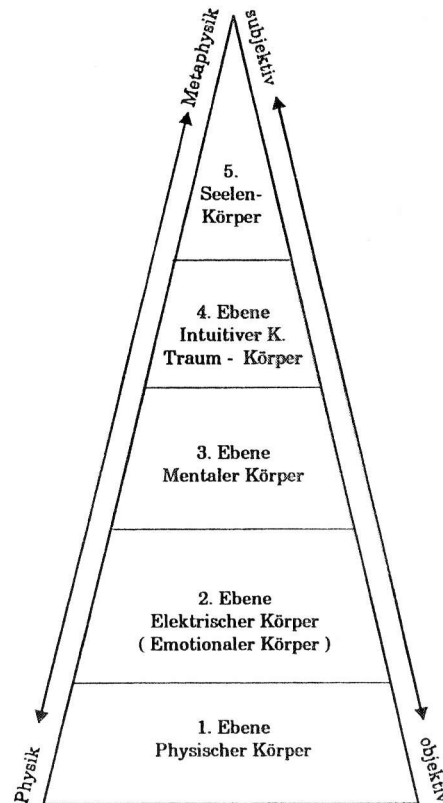 Metaphysik
subjektiv
5.
Seelen-
Körper
4. Ebene
Intuitiver K.
Traum - Körper
3. Ebene
Mentaler Körper
2. Ebene
Elektrischer Körper
( Emotionaler Körper )
1. Ebene
Physischer Körper
Physik
objektiv